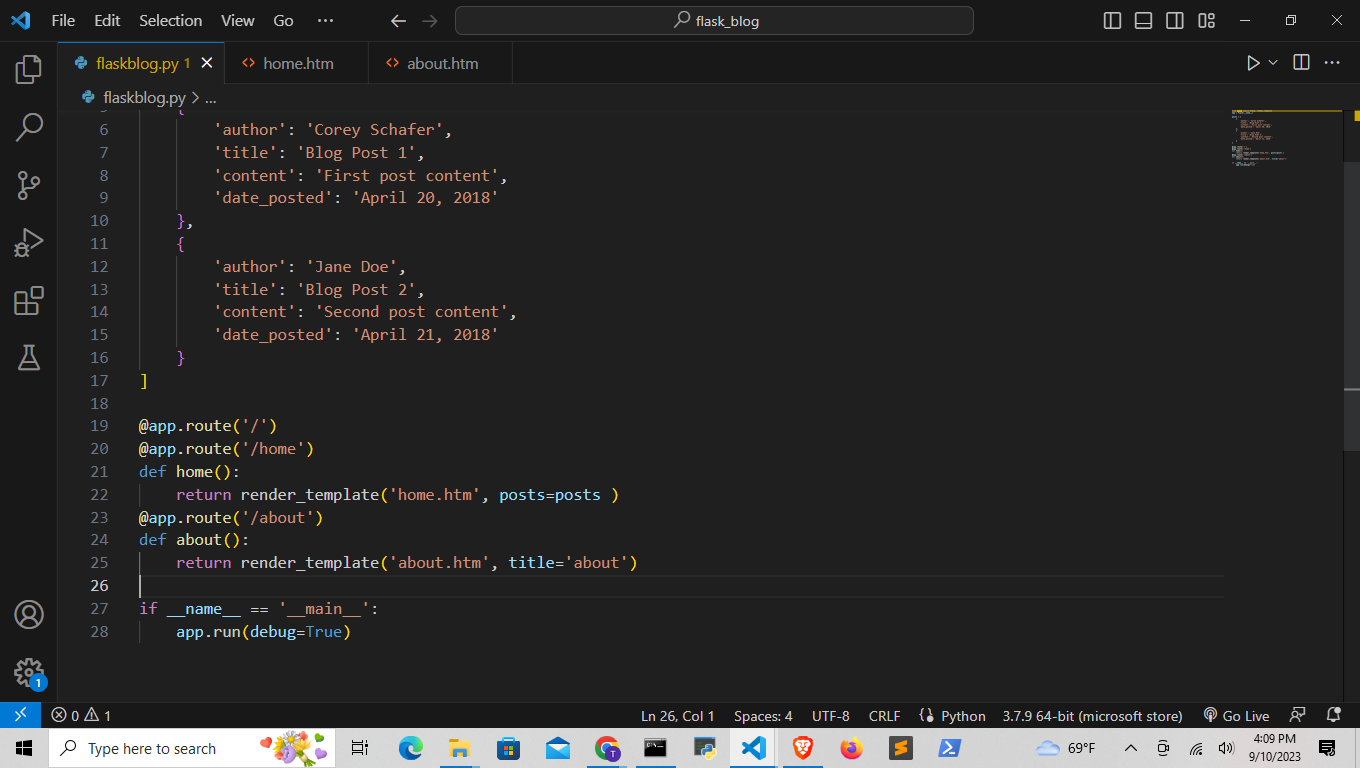 File Edit Selection View Go ··· flask_blog
flaskblog.py 1 home.htm about.htm
flaskblog.py > ...
5 {
6 'author': 'Corey Schafer',
7 'title': 'Blog Post 1',
8 'content': 'First post content',
9 'date_posted': 'April 20, 2018'
10 },
11 {
12 'author': 'Jane Doe',
13 'title': 'Blog Post 2',
14 'content': 'Second post content',
15 'date_posted': 'April 21, 2018'
16 }
17 ]
18
19 @app.route('/')
20 @app.route('/home')
21 def home():
22 return render_template('home.htm', posts=posts )
23 @app.route('/about')
24 def about():
25 return render_template('about.htm', title='about')
26
27 if __name__ == '__main__':
28 app.run(debug=True)
1
0 1 Ln 26, Col 1 Spaces: 4 UTF-8 CRLF Python 3.7.9 64-bit (microsoft store) Go Live
Type here to search 69°F 4:09 PM
9/10/2023